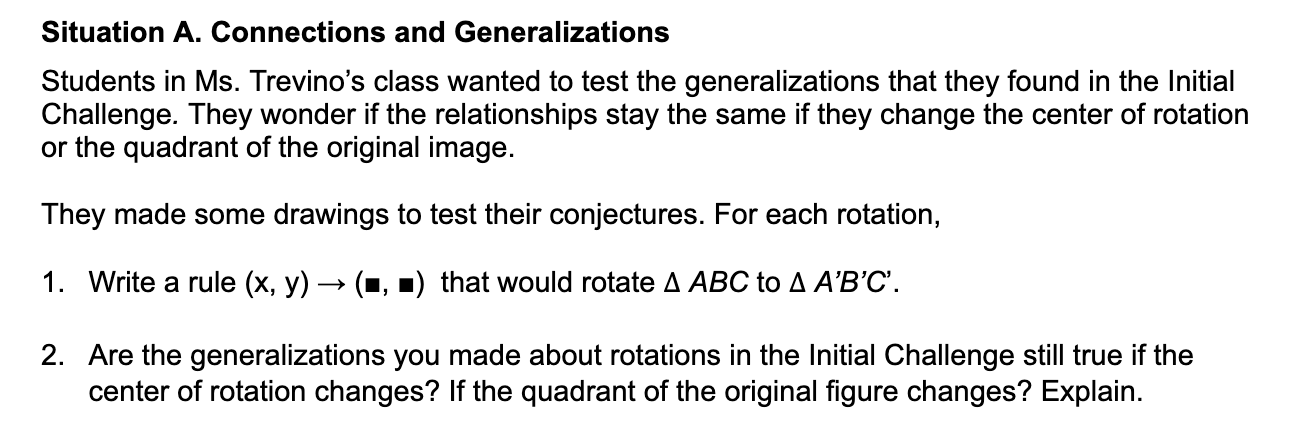 Situation A. Connections and Generalizations
Students in Ms. Trevino’s class wanted to test the generalizations that they found in the Initial
Challenge. They wonder if the relationships stay the same if they change the center of rotation
or the quadrant of the original image.
They made some drawings to test their conjectures. For each rotation,
1. Write a rule (x, y) → (■, ■) that would rotate Δ ABC to Δ A’B’C’.
2. Are the generalizations you made about rotations in the Initial Challenge still true if the
center of rotation changes? If the quadrant of the original figure changes? Explain.